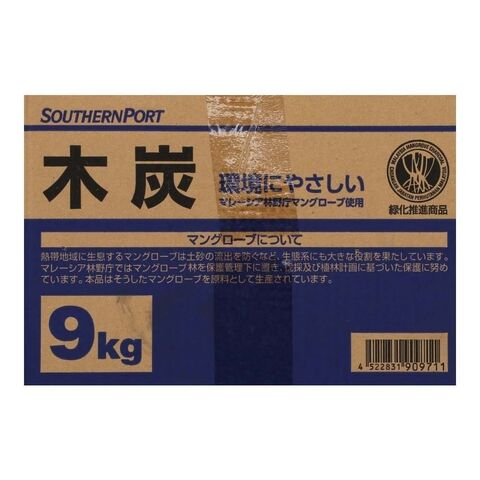 SOUTHERNPORT
木炭
環境にやさしい
マレーシア林野庁マングローブ使用
緑化推進商品
マングローブについて
熱帯地域に生息するマングローブは土砂の流出を防ぐなど、生態系にも大きな役割を果たしています。
マレーシア林野庁ではマングローブ林を保護管理下に置き、伐採及び植林計画に基づいた保護に努め
ています。本品はそうしたマングローブを原料として生産されています。
9kg
4 522831 909711